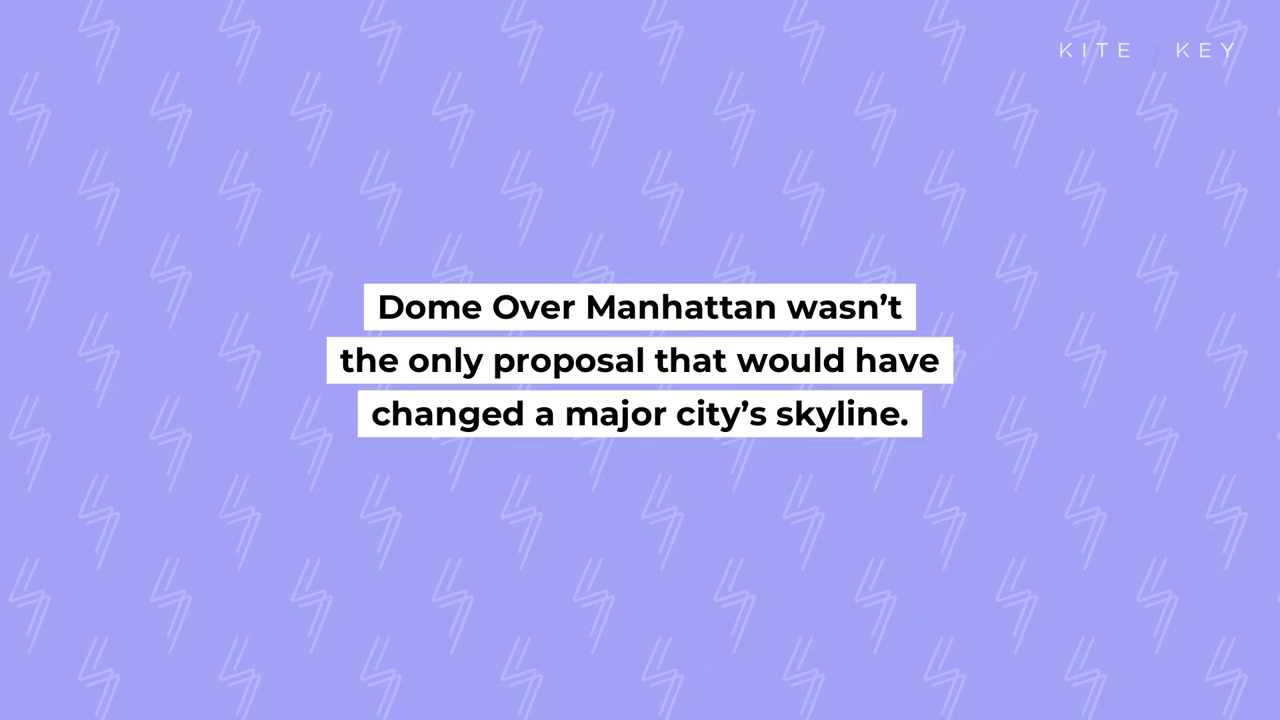 KITE KEY
Dome Over Manhattan wasn’t
the only proposal that would have
changed a major city’s skyline.